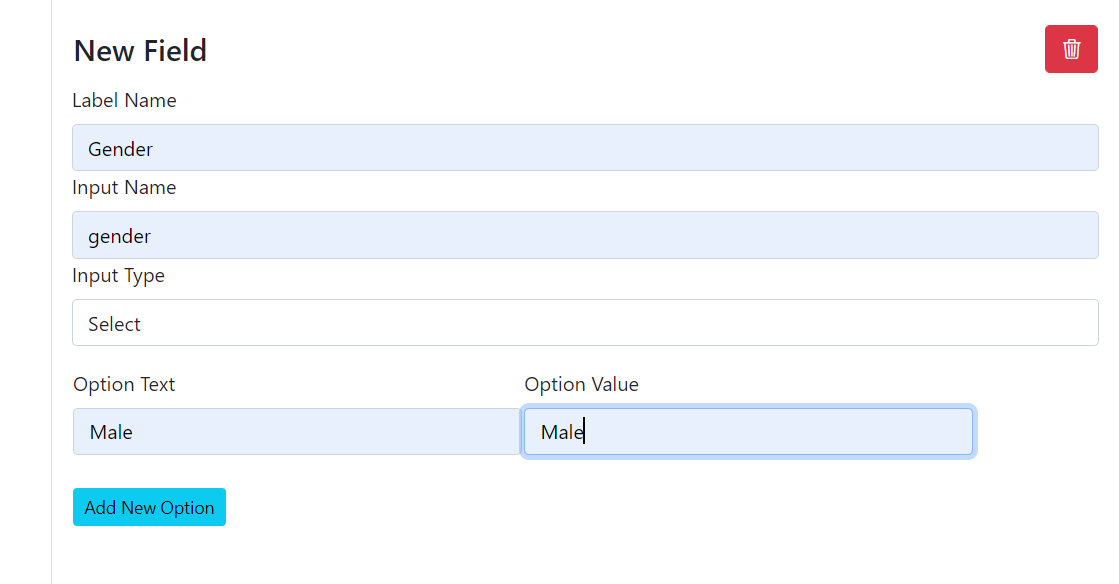 New Field
Label Name
Gender
Input Name
gender
Input Type
Select
Option Text Option Value
Male Male
Add New Option